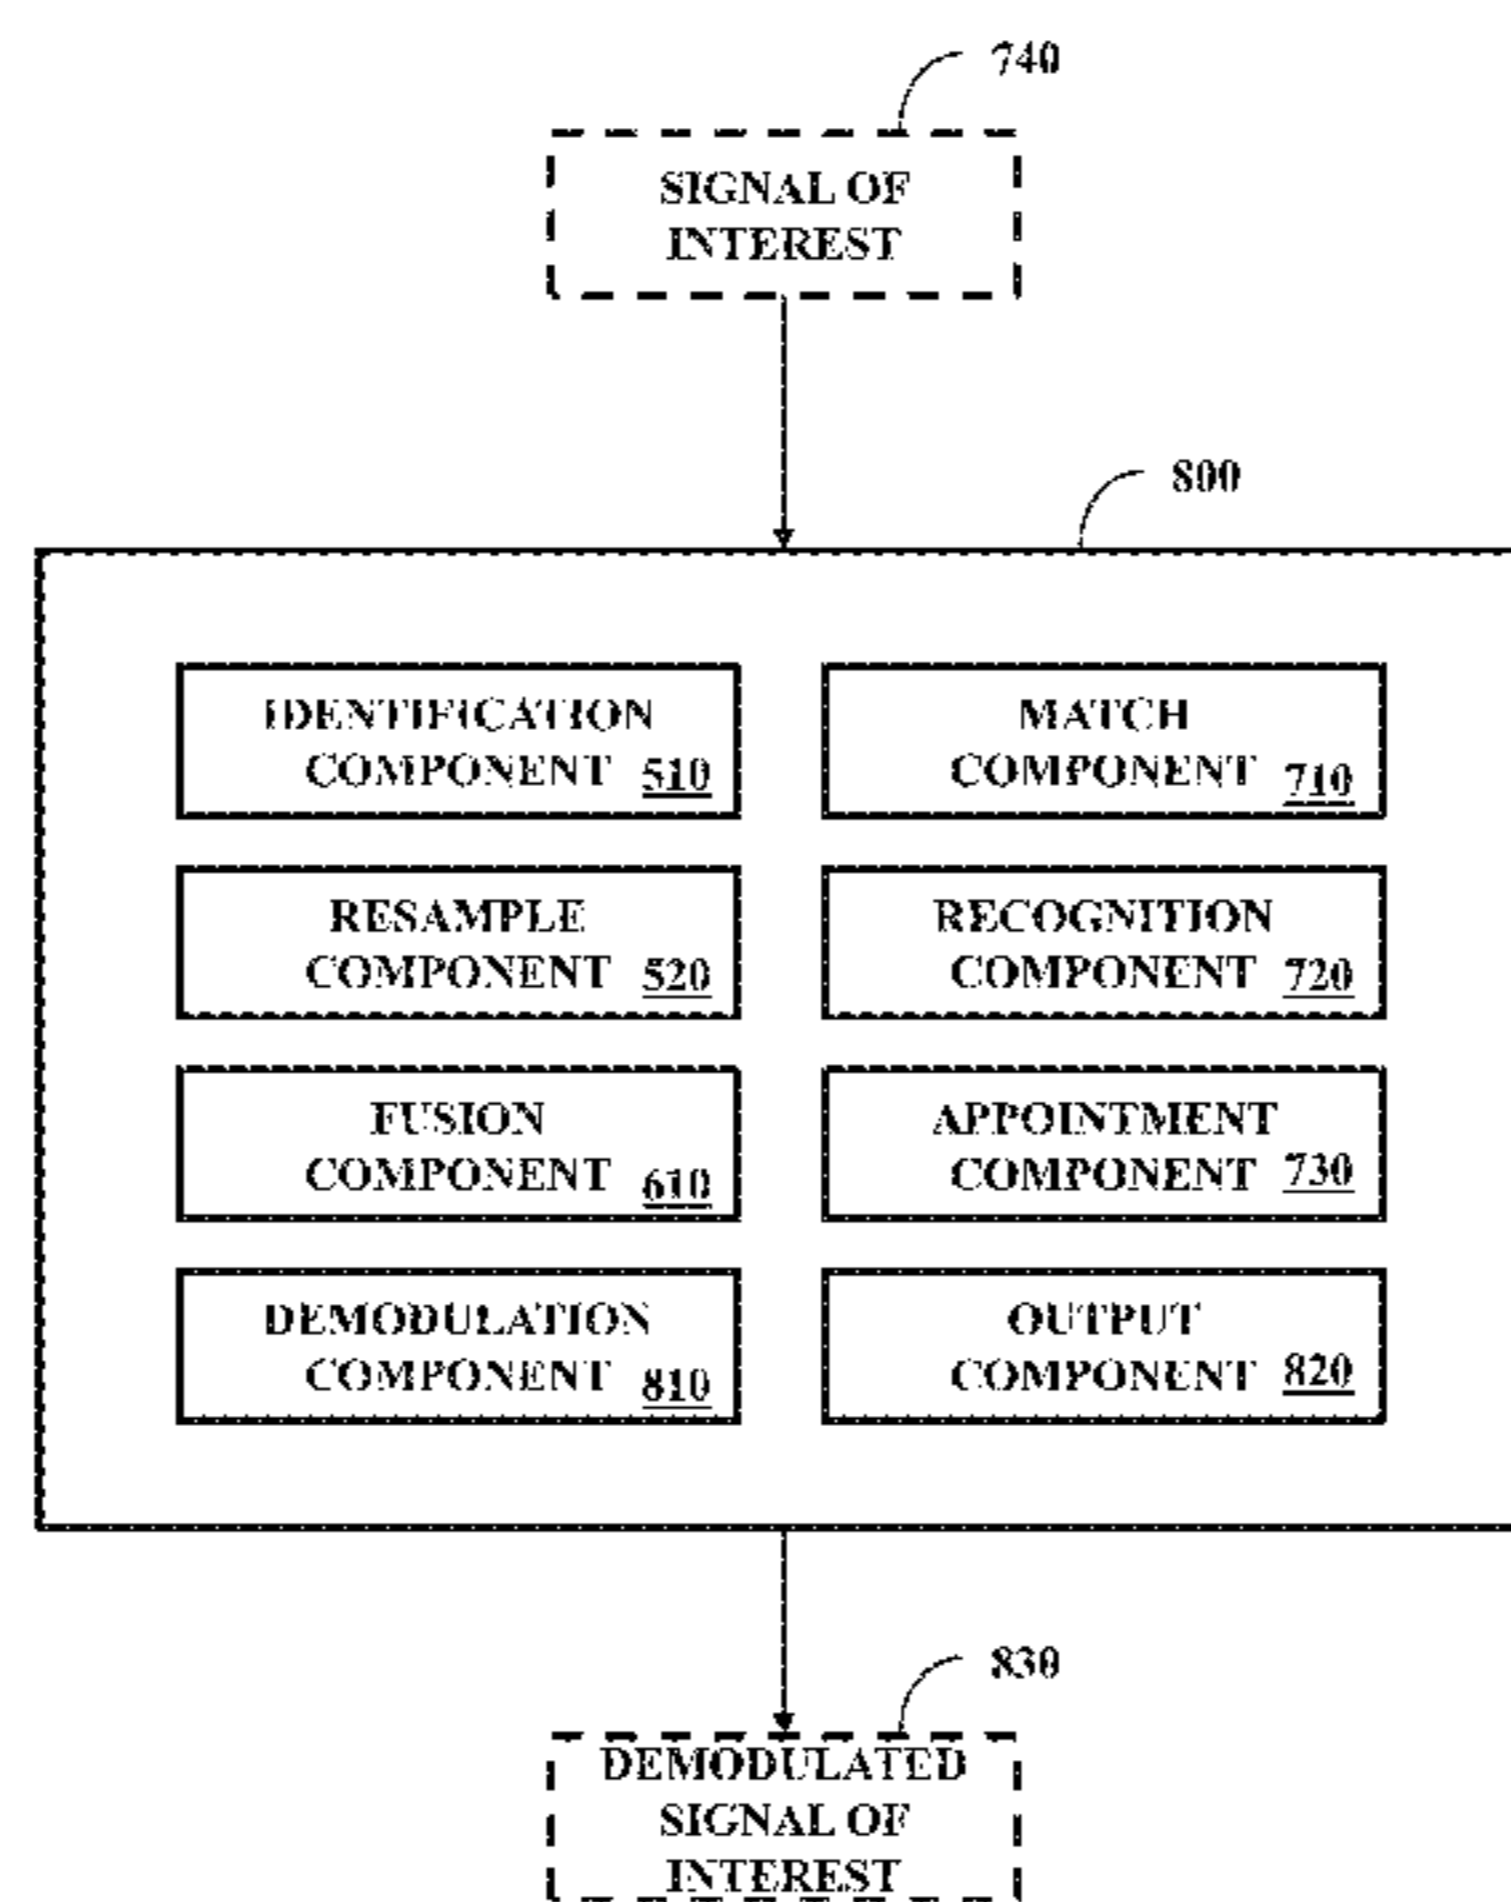 740
SIGNAL OF
INTEREST
800
IDENTIFICATION
COMPONENT 510
MATCH
COMPONENT 710
RESAMPLE
COMPONENT 520
RECOGNITION
COMPONENT 720
FUSION
COMPONENT 610
APPOINTMENT
COMPONENT 730
DEMODULATION
COMPONENT 810
OUTPUT
COMPONENT 820
830
DEMODULATED
SIGNAL OF
INTEREST